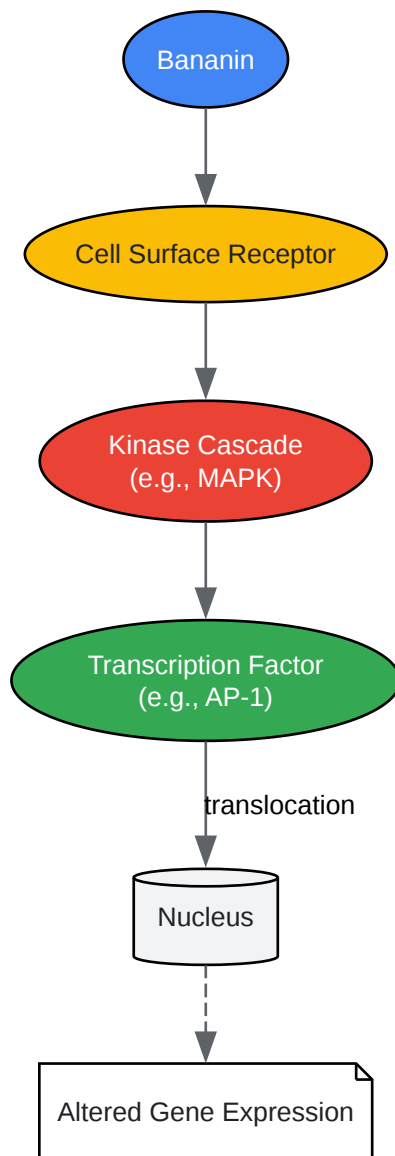 Bananin
Cell Surface Receptor
Kinase Cascade
(e.g., MAPK)
Transcription Factor
(e.g., AP-1)
translocation
Nucleus
Altered Gene Expression